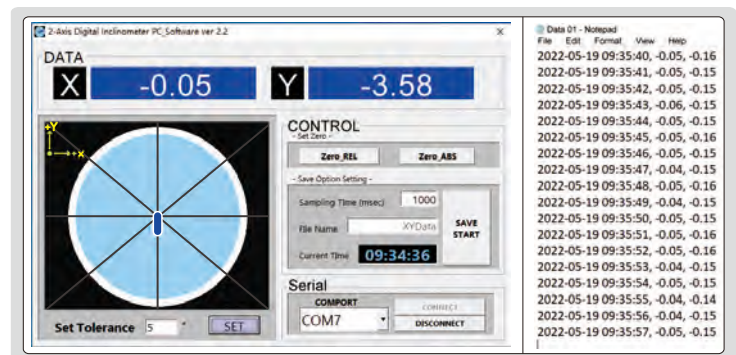 2-Axis Digital Inclinometer PC_Software ver 2.2
×
DATA
X -0.05 Y -3.58
+Y
+X
CONTROL
- Set Zero -
Zero_REL Zero_ABS
- Save Option Setting -
Sampling Time (msec) 1000
File Name XYData
SAVE START
Current Time 09:34:36
Serial
COMPORT
COM7
CONNECT
DISCONNECT
Set Tolerance 5 ° SET
Data 01 - Notepad
File Edit Format View Help
2022-05-19 09:35:40, -0.05, -0.16
2022-05-19 09:35:41, -0.05, -0.15
2022-05-19 09:35:42, -0.05, -0.15
2022-05-19 09:35:43, -0.06, -0.15
2022-05-19 09:35:44, -0.05, -0.15
2022-05-19 09:35:45, -0.05, -0.16
2022-05-19 09:35:46, -0.05, -0.15
2022-05-19 09:35:47, -0.04, -0.15
2022-05-19 09:35:48, -0.05, -0.16
2022-05-19 09:35:49, -0.04, -0.15
2022-05-19 09:35:50, -0.05, -0.15
2022-05-19 09:35:51, -0.05, -0.16
2022-05-19 09:35:52, -0.05, -0.16
2022-05-19 09:35:53, -0.04, -0.15
2022-05-19 09:35:54, -0.05, -0.15
2022-05-19 09:35:55, -0.04, -0.14
2022-05-19 09:35:56, -0.04, -0.15
2022-05-19 09:35:57, -0.05, -0.15